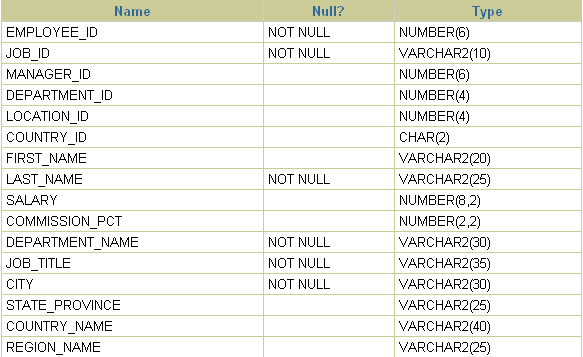 Name Null? Type
EMPLOYEE_ID NOT NULL NUMBER(6)
JOB_ID NOT NULL VARCHAR2(10)
MANAGER_ID NUMBER(6)
DEPARTMENT_ID NUMBER(4)
LOCATION_ID NUMBER(4)
COUNTRY_ID CHAR(2)
FIRST_NAME VARCHAR2(20)
LAST_NAME NOT NULL VARCHAR2(25)
SALARY NUMBER(8,2)
COMMISSION_PCT NUMBER(2,2)
DEPARTMENT_NAME NOT NULL VARCHAR2(30)
JOB_TITLE NOT NULL VARCHAR2(35)
CITY NOT NULL VARCHAR2(30)
STATE_PROVINCE VARCHAR2(25)
COUNTRY_NAME VARCHAR2(40)
REGION_NAME VARCHAR2(25)